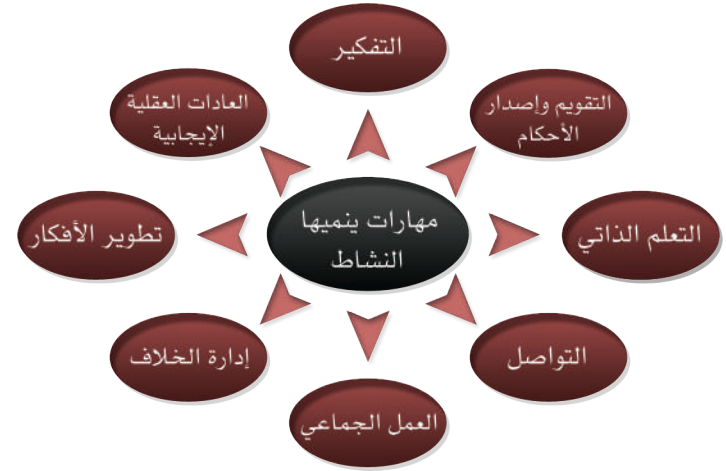 التفكير
التقويم وإصدار
الأحكام
التعلم الذاتي
التواصل
العمل الجماعي
إدارة الخلاف
تطوير الأفكار
العادات العقلية
الإيجابية
مهارات ينميها
النشاط